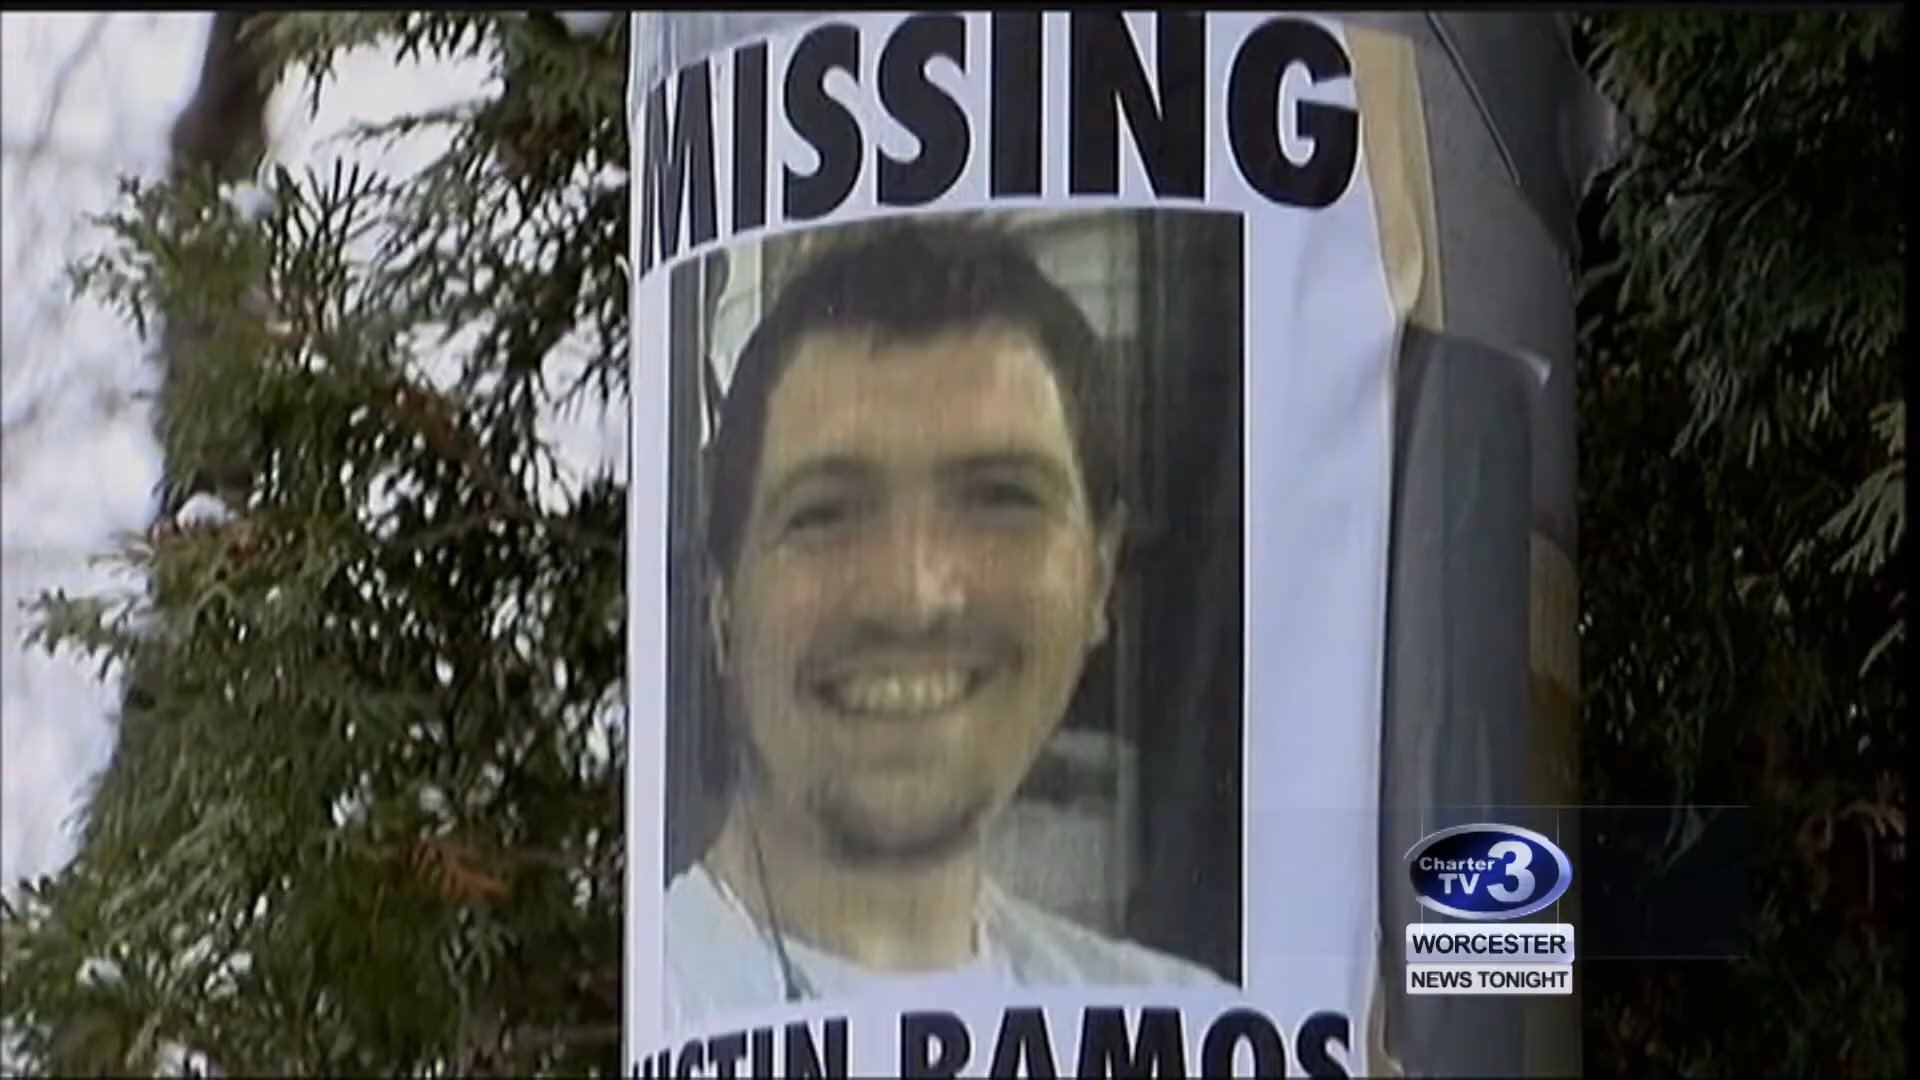 MISSING
RAMOS
Charter
TV3
WORCESTER
NEWS TONIGHT